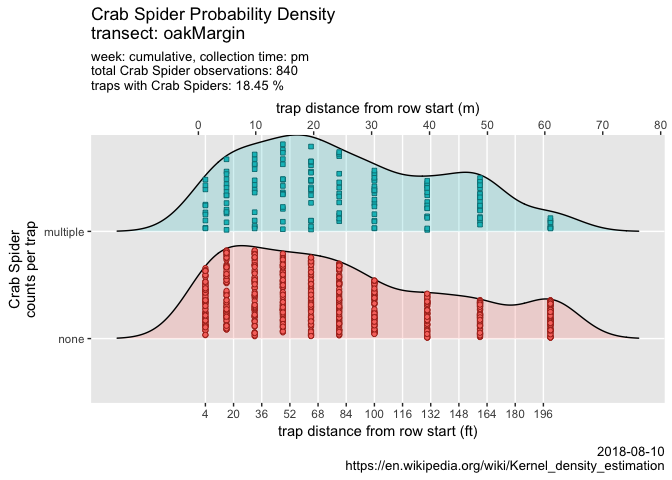 Crab Spider Probability Density
transect: oakMargin
week: cumulative, collection time: pm
total Crab Spider observations: 840
traps with Crab Spiders: 18.45 %
trap distance from row start (m)
0 10 20 30 40 50 60 70 80
Crab Spider
counts per trap
multiple
none
4 20 36 52 68 84 100 116 132 148 164 180 196
trap distance from row start (ft)
2018-08-10
https://en.wikipedia.org/wiki/Kernel_density_estimation